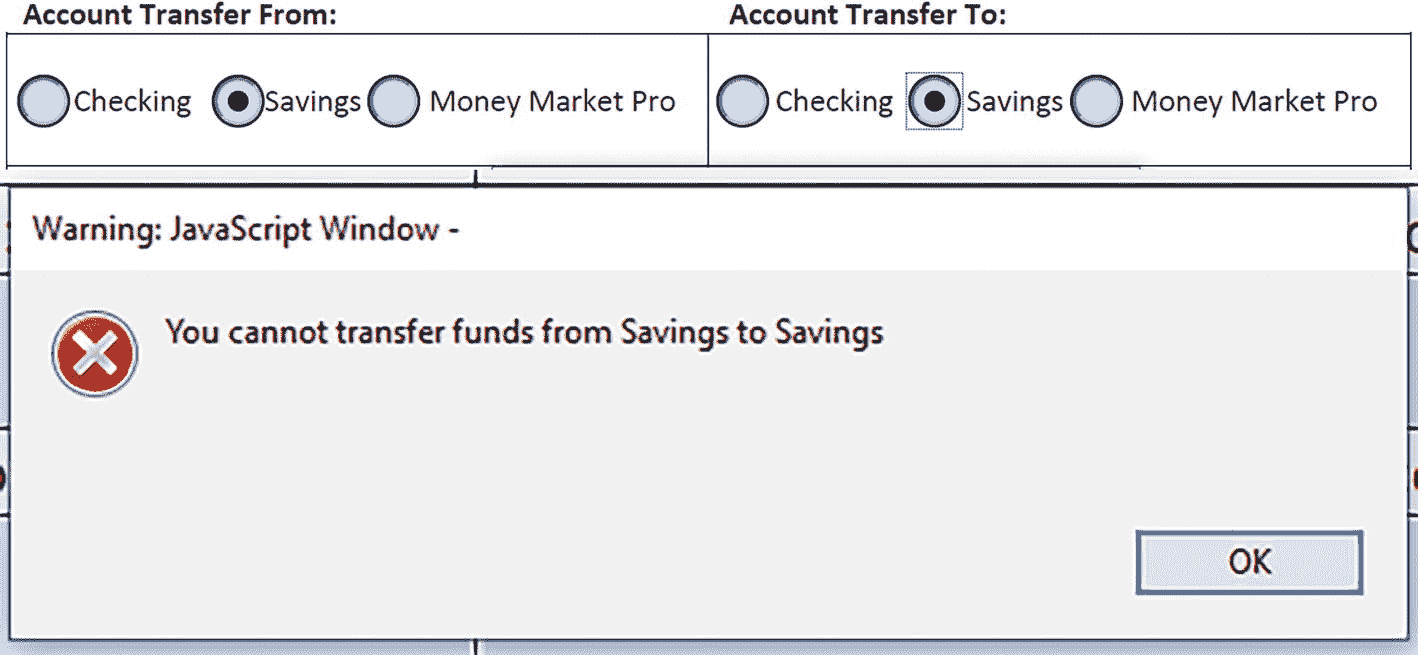 Account Transfer From: Account Transfer To:
Checking Savings Money Market Pro Checking Savings Money Market Pro
Warning: JavaScript Window -
You cannot transfer funds from Savings to Savings
OK